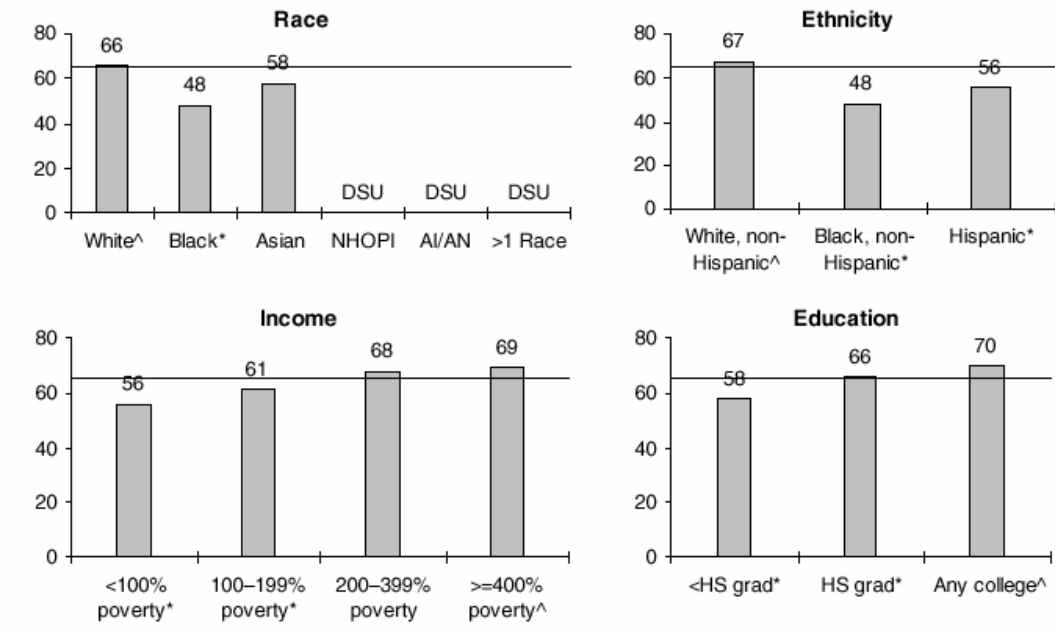 Race
80
60
40
20
0
66
48
58
DSU
DSU
DSU
White^
Black*
Asian
NHOPI
AI/AN
>1 Race
Ethnicity
80
60
40
20
0
67
48
56
White, non-
Hispanic^
Black, non-
Hispanic*
Hispanic*
Income
80
60
40
20
0
56
61
68
69
<100%
poverty*
100–199%
poverty*
200–399%
poverty
>=400%
poverty^
Education
80
60
40
20
0
58
66
70
<HS grad*
HS grad*
Any college^